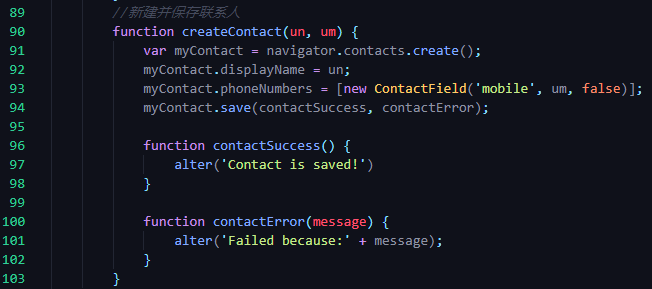 89 //新建并保存联系人
90 function createContact(un, um) {
91 var myContact = navigator.contacts.create();
92 myContact.displayName = un;
93 myContact.phoneNumbers = [new ContactField('mobile', um, false)];
94 myContact.save(contactSuccess, contactError);
95
96 function contactSuccess() {
97 alter('Contact is saved!')
98 }
99
100 function contactError(message) {
101 alter('Failed because:' + message);
102 }
103 }